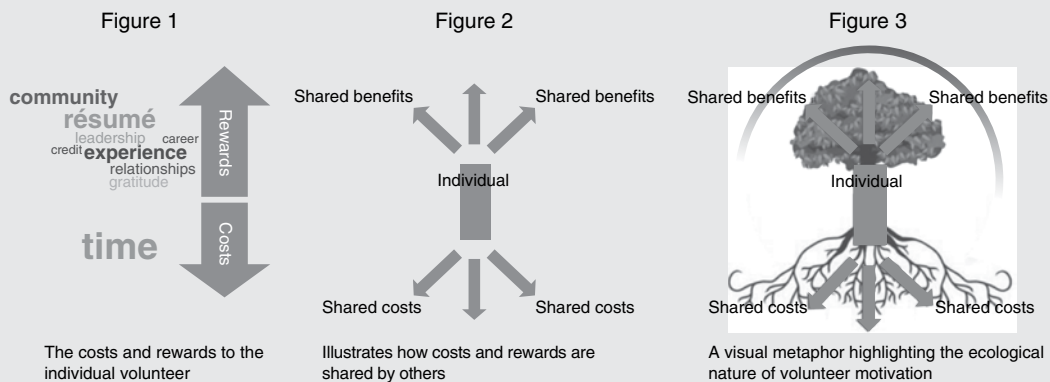 Figure 1
community
résumé
leadership career
credit experience
relationships
gratitude
Rewards
time
Costs
The costs and rewards to the
individual volunteer
Figure 2
Shared benefits Shared benefits
Individual
Shared costs Shared costs
Illustrates how costs and rewards are
shared by others
Figure 3
Shared benefits Shared benefits
Individual
Shared costs Shared costs
A visual metaphor highlighting the ecological
nature of volunteer motivation